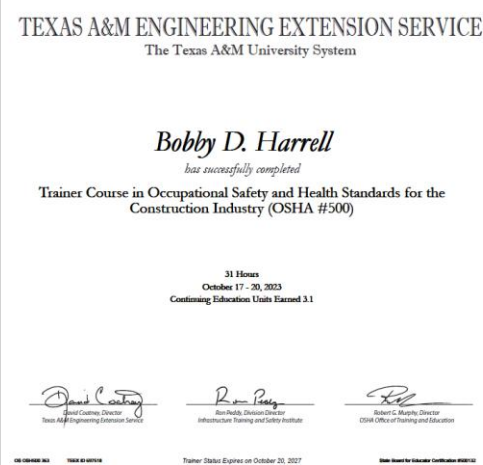 TEXAS A&M ENGINEERING EXTENSION SERVICE
The Texas A&M University System
Bobby D. Harrell
has successfully completed
Trainer Course in Occupational Safety and Health Standards for the
Construction Industry (OSHA #500)
31 Hours
October 17 - 20, 2023
Continuing Education Units Earned 3.1
David Coatney, Director
Texas A&M Engineering Extension Service
Ron Peddy, Division Director
Infrastructure Training and Safety Institute
Robert G. Murphy, Director
OSHA Office of Training and Education
Trainer Status Expires on October 20, 2027